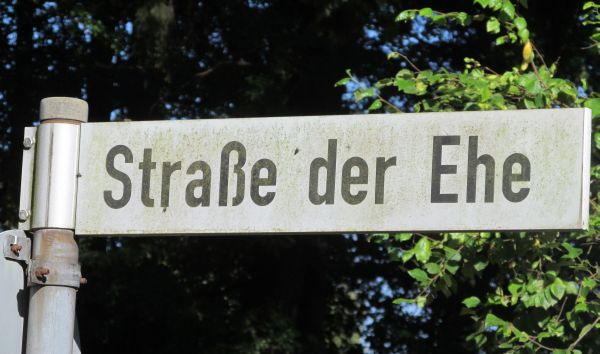 Straße der Ehe